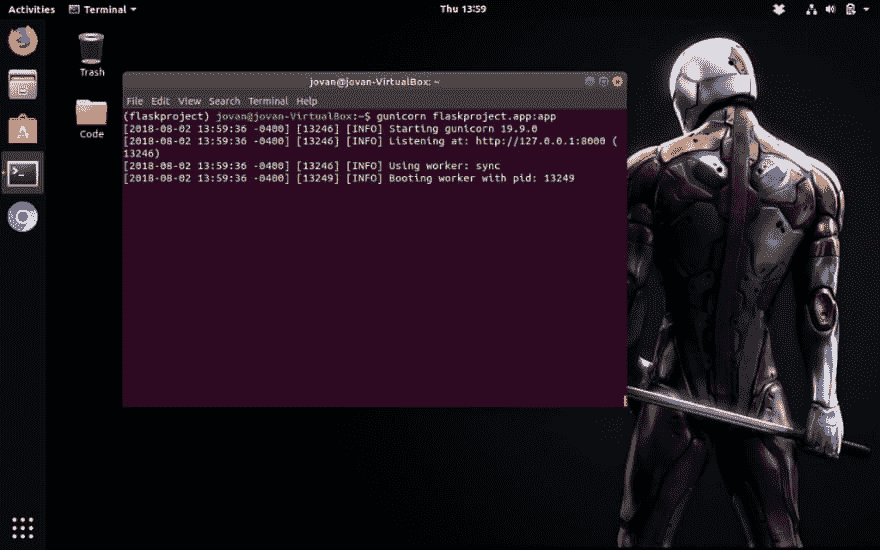 Activities Terminal Thu 13:59
Trash
Code
jovan@jovan-VirtualBox: ~
File Edit View Search Terminal Help
(flaskproject) jovan@jovan-VirtualBox:~$ gunicorn flaskproject.app:app
[2018-08-02 13:59:36 -0400] [13246] [INFO] Starting gunicorn 19.9.0
[2018-08-02 13:59:36 -0400] [13246] [INFO] Listening at: http://127.0.0.1:8000 (
13246)
[2018-08-02 13:59:36 -0400] [13246] [INFO] Using worker: sync
[2018-08-02 13:59:36 -0400] [13249] [INFO] Booting worker with pid: 13249